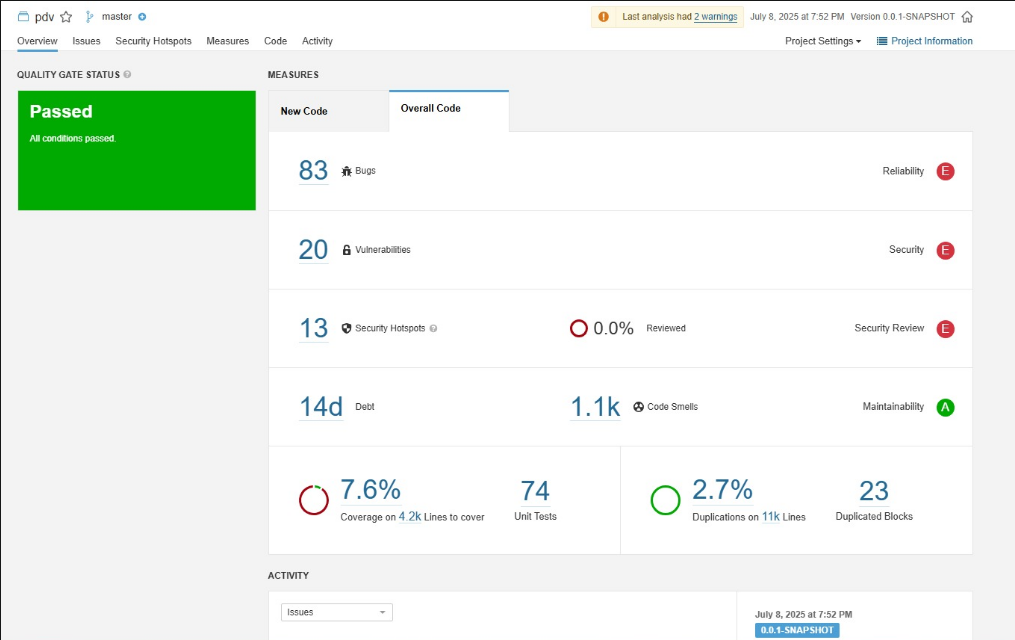 pdv master
Last analysis had 2 warnings July 8, 2025 at 7:52 PM Version 0.0.1-SNAPSHOT
Overview Issues Security Hotspots Measures Code Activity
Project Settings Project Information
QUALITY GATE STATUS
Passed
All conditions passed.
MEASURES
New Code Overall Code
83 Bugs Reliability E
20 Vulnerabilities Security E
13 Security Hotspots 0.0% Reviewed Security Review E
14d Debt 1.1k Code Smells Maintainability A
7.6%
Coverage on 4.2k Lines to cover
74
Unit Tests
2.7%
Duplications on 11k Lines
23
Duplicated Blocks
ACTIVITY
Issues
July 8, 2025 at 7:52 PM
0.0.1-SNAPSHOT